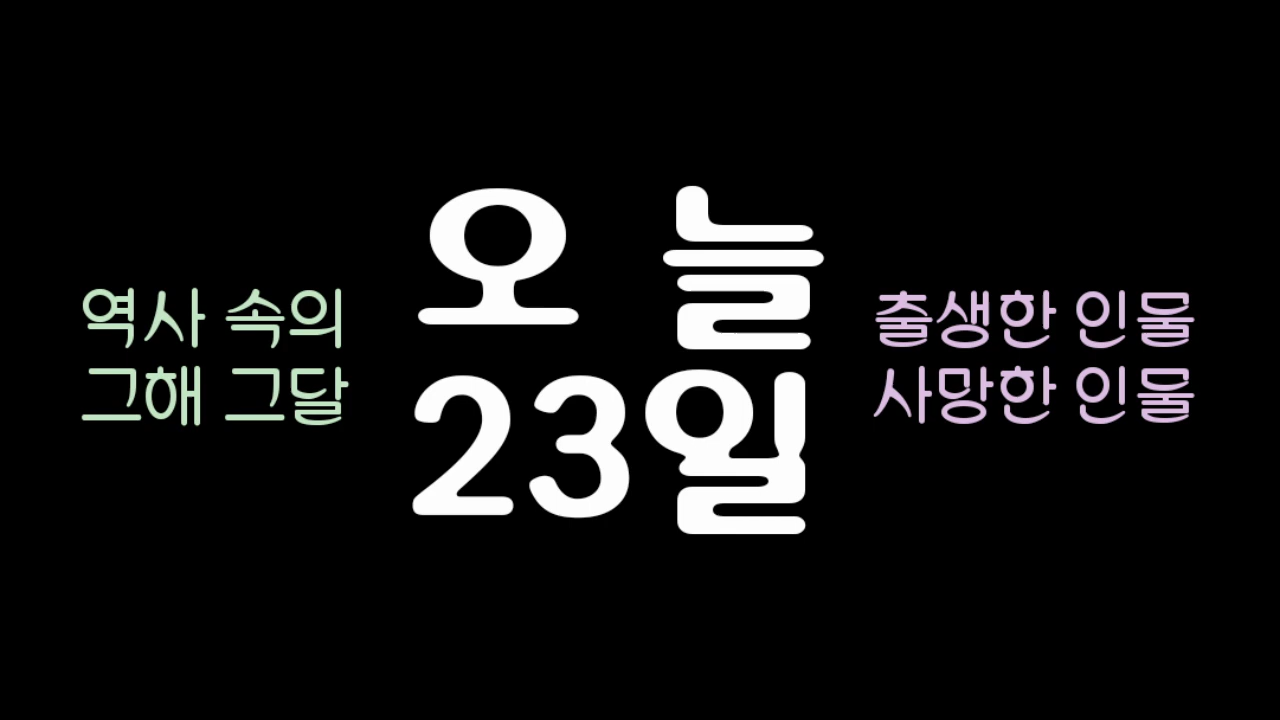 역사 속의
그해 그달
오 늘
23일
출생한 인물
사망한 인물